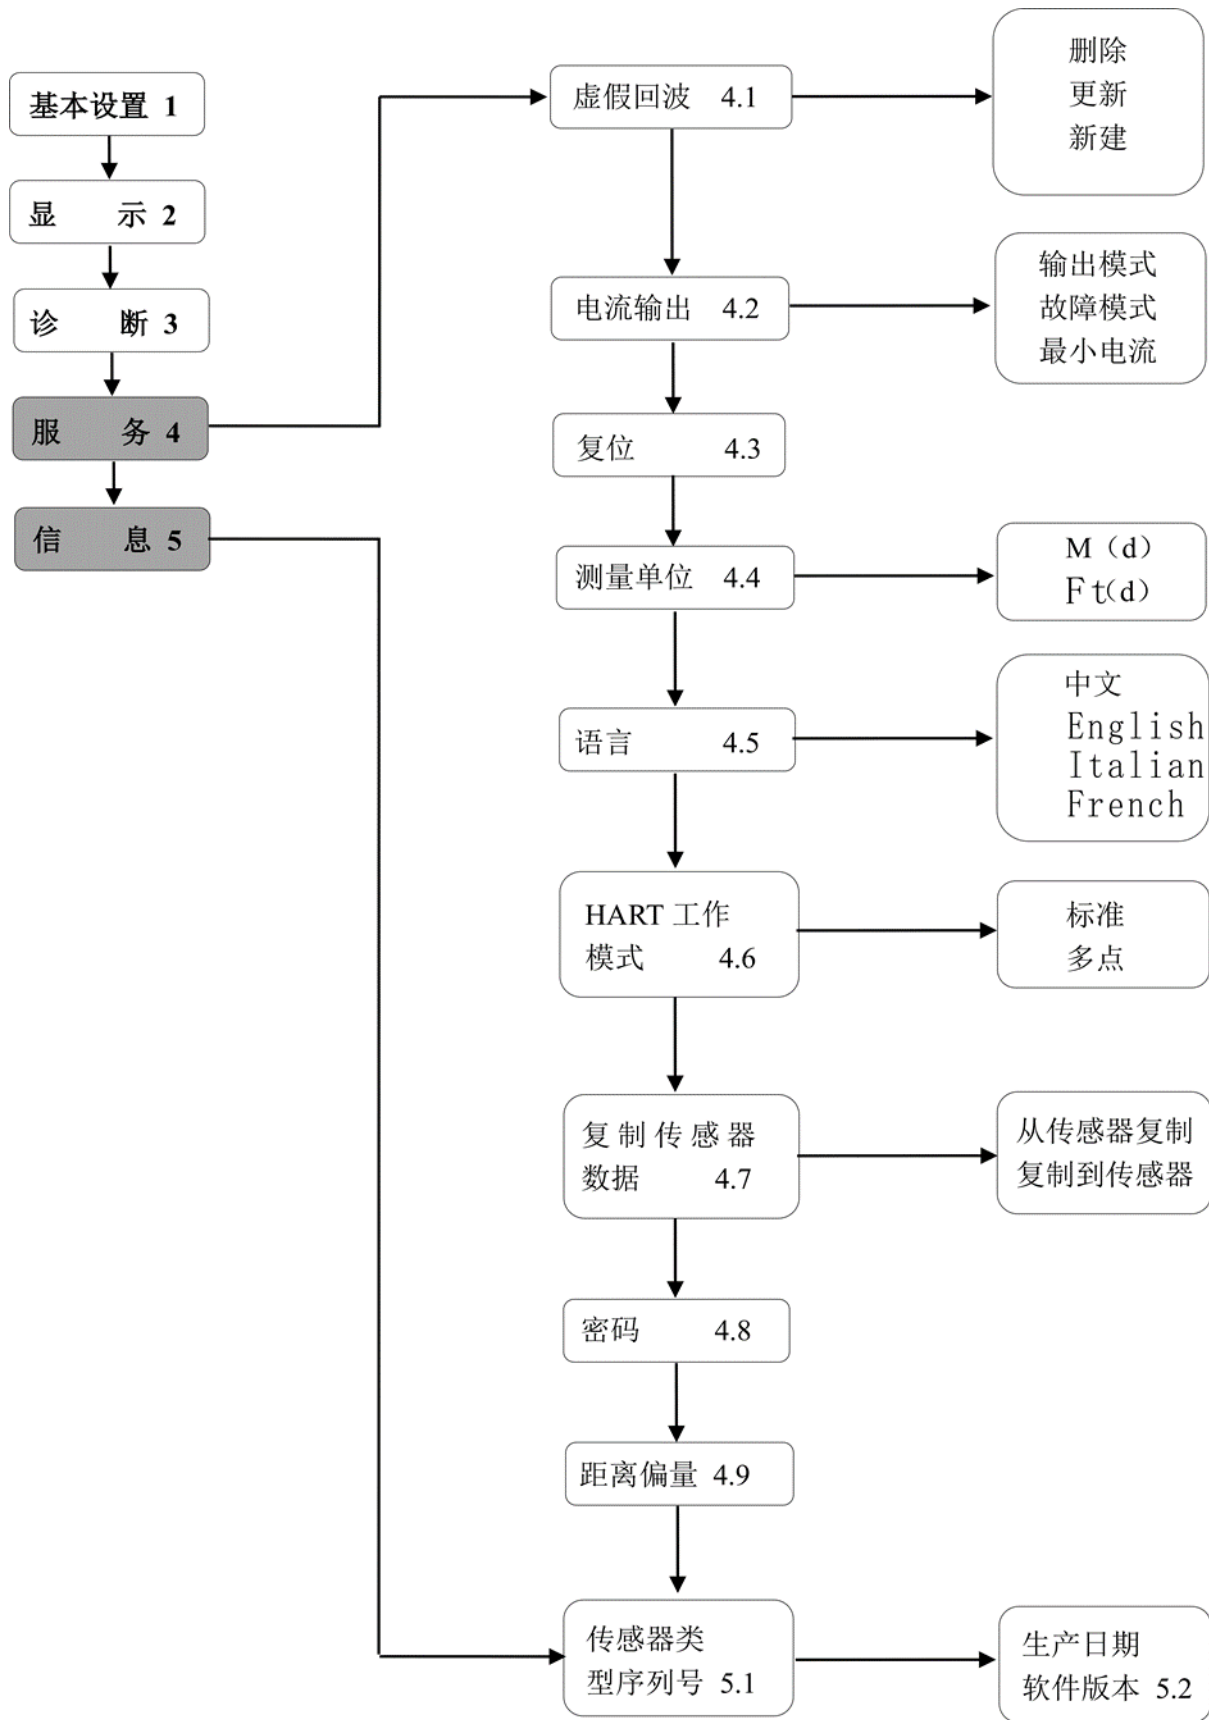 基本设置 1
显 示 2
诊 断 3
服 务 4
信 息 5
虚假回波 4.1
删除
更新
新建
电流输出 4.2
输出模式
故障模式
最小电流
复位 4.3
测量单位 4.4
M（d）
Ft(d)
语言 4.5
中文
English
Italian
French
HART 工作
模式 4.6
标准
多点
复制传感器
数据 4.7
从传感器复制
复制到传感器
密码 4.8
距离偏量 4.9
传感器类
型序列号 5.1
生产日期
软件版本 5.2